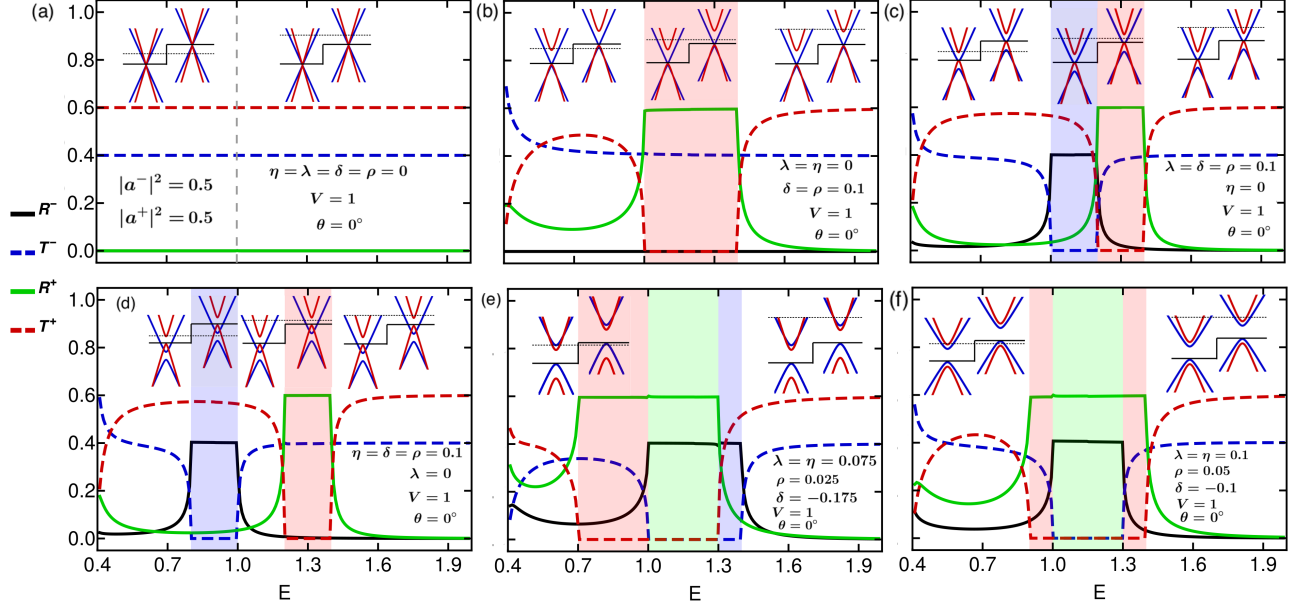 (a)
1.0
0.8
0.6
0.4
0.2
0.0
|a⁻|² = 0.5
|a⁺|² = 0.5
η = λ = δ = ρ = 0
V = 1
θ = 0°
(b)
λ = η = 0
δ = ρ = 0.1
V = 1
θ = 0°
(c)
λ = δ = ρ = 0.1
η = 0
V = 1
θ = 0°
R⁻
T⁻
R⁺
T⁺
(d)
1.0
0.8
0.6
0.4
0.2
0.0
η = δ = ρ = 0.1
λ = 0
V = 1
θ = 0°
0.4 0.7 1.0 1.3 1.6 1.9
E
(e)
λ = η = 0.075
ρ = 0.025
δ = −0.175
V = 1
θ = 0°
0.4 0.7 1.0 1.3 1.6 1.9
E
(f)
λ = η = 0.1
ρ = 0.05
δ = −0.1
V = 1
θ = 0°
0.4 0.7 1.0 1.3 1.6 1.9
E